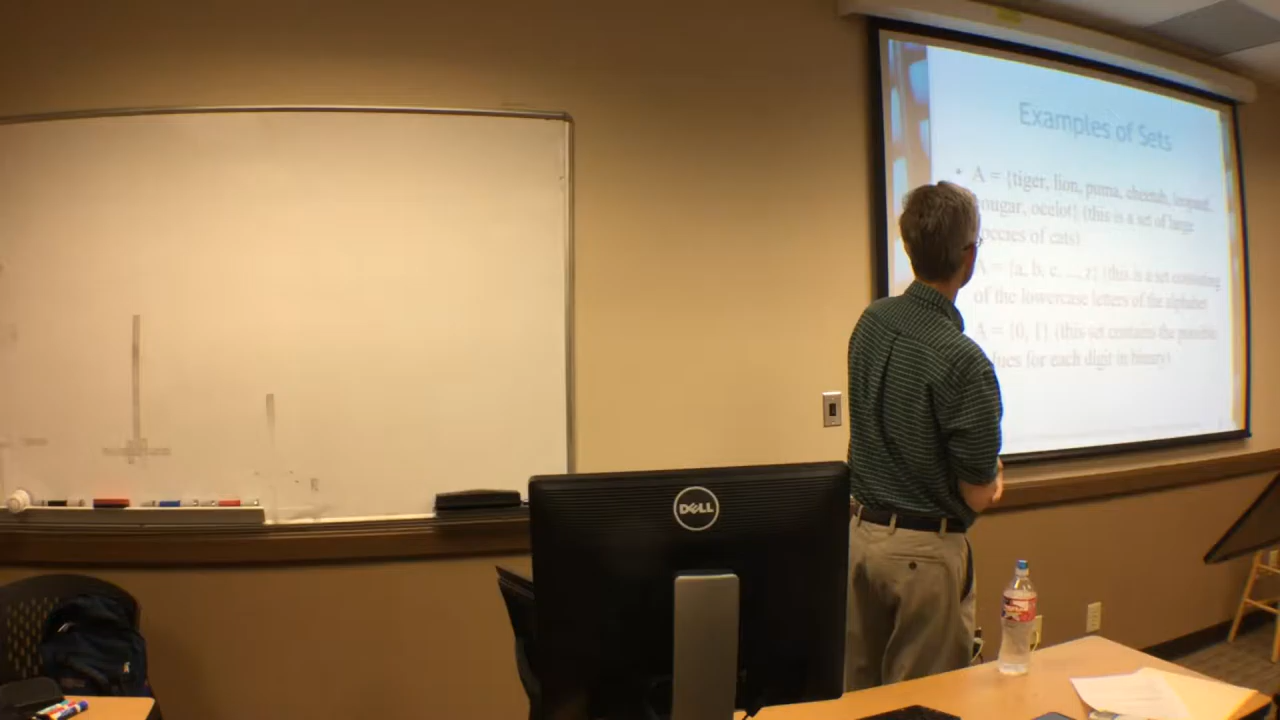 Examples of Sets
• A = {tiger, lion, puma, cheetah, leopard,
cougar, ocelot} (this is a set of large
species of cats)
A = {a, b, c, ..., z} (this is a set consisting
of the lowercase letters of the alphabet
A = {0, 1} (this set contains the possible
values for each digit in binary)
DELL